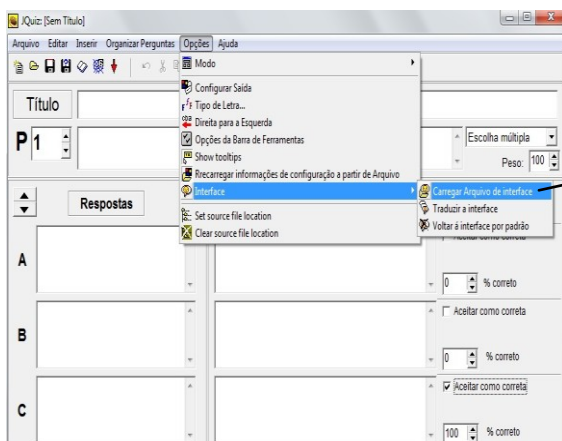 JQuiz: [Sem Título]
Arquivo Editar Inserir Organizar Perguntas Opções Ajuda
Modo
Configurar Saída
Tipo de Letra...
Título
Direita para a Esquerda
P 1
Opções da Barra de Ferramentas
Escolha múltipla
Show tooltips
Peso: 100
Rrecarregar informações de configuração a partir de Arquivo
Interface
Carregar Arquivo de interface
Respostas
Traduzir a interface
Set source file location
Voltar á interface por padrão
Clear source file location
Aceitar como correta
A
0 % correto
Aceitar como correta
B
0 % correto
Aceitar como correta
C
100 % correto